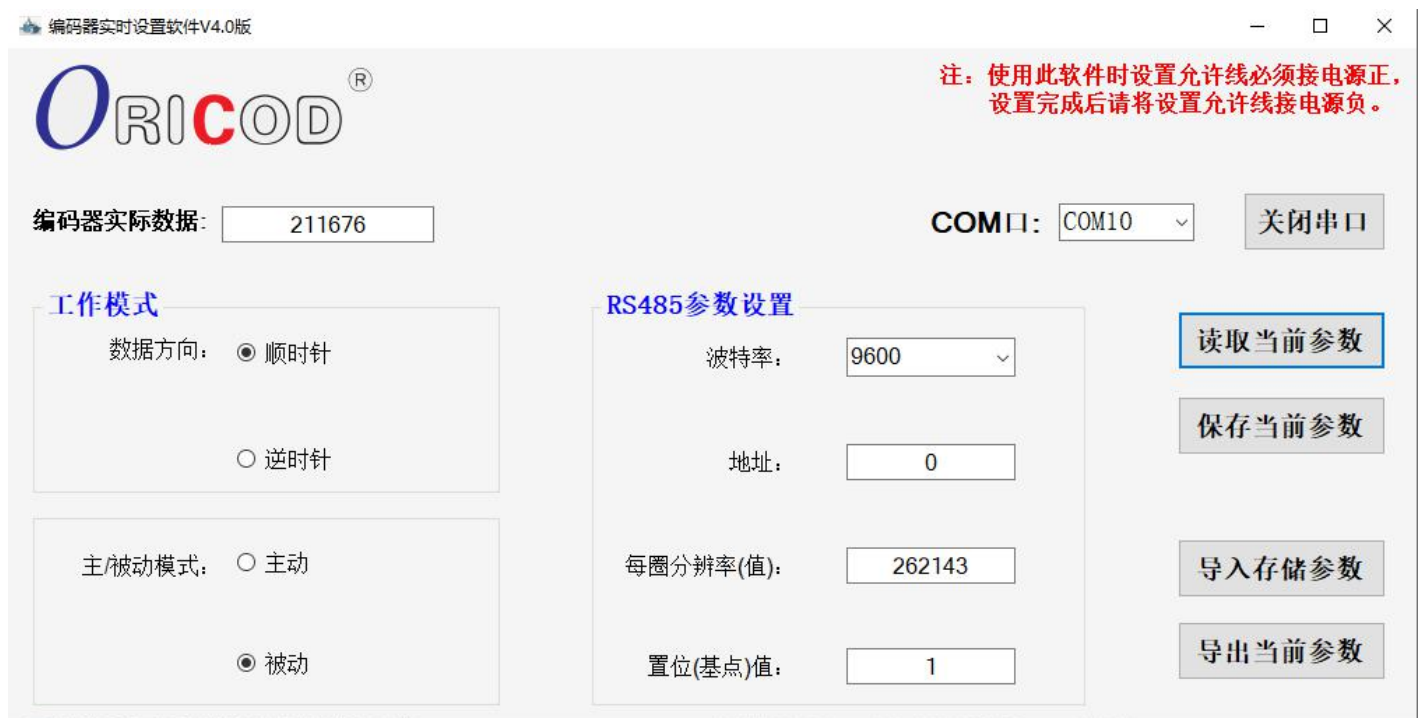 编码器实时设置软件V4.0版
ORICOD®
注：使用此软件时设置允许线必须接电源正，
设置完成后请将设置允许线接电源负。
编码器实际数据: 211676
COM口: COM10
关闭串口
工作模式
数据方向： 顺时针
逆时针
主/被动模式： 主动
被动
RS485参数设置
波特率： 9600
地址： 0
每圈分辨率(值)： 262143
置位(基点)值： 1
读取当前参数
保存当前参数
导入存储参数
导出当前参数